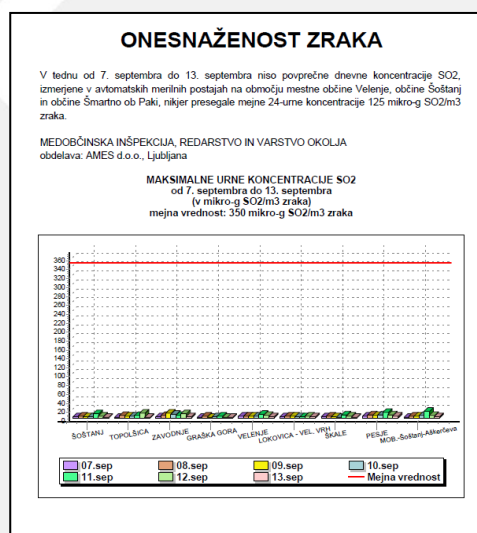 ONESNAŽENOST ZRAKA
V tednu od 7. septembra do 13. septembra niso povprečne dnevne koncentracije SO2,
izmerjene v avtomatskih merilnih postajah na območju mestne občine Velenje, občine Šoštanj
in občine Šmartno ob Paki, nikjer presegale mejne 24-urne koncentracije 125 mikro-g SO2/m3
zraka.
MEDOBČINSKA INŠPEKCIJA, REDARSTVO IN VARSTVO OKOLJA
obdelava: AMES d.o.o., Ljubljana
MAKSIMALNE URNE KONCENTRACIJE SO2
od 7. septembra do 13. septembra
(v mikro-g SO2/m3 zraka)
mejna vrednost: 350 mikro-g SO2/m3 zraka
360
340
320
300
280
260
240
220
200
180
160
140
120
100
80
60
40
20
0
ŠOŠTANJ TOPOLŠICA ZAVODNJE GRAŠKA GORA VELENJE LOKOVICA - VEL. VRH ŠKALE PESJE MOB.-Šoštanj-Aškerčeva
07.sep 08.sep 09.sep 10.sep
11.sep 12.sep 13.sep Mejna vrednost